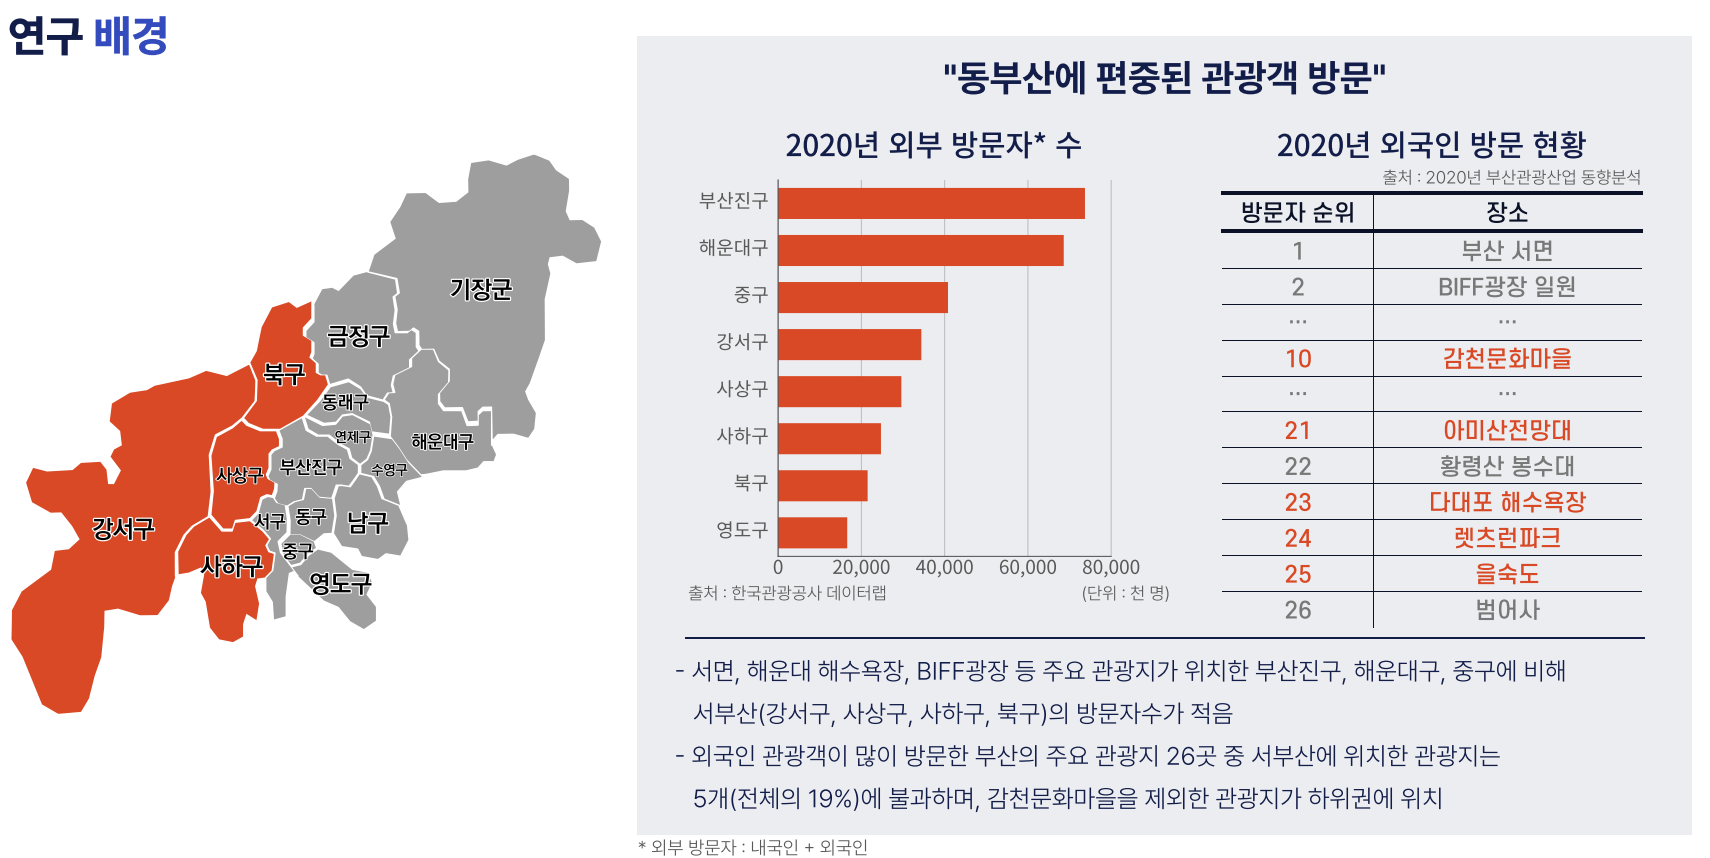 연구 배경
기장군
금정구
북구
동래구
연제구
해운대구
부산진구
수영구
사상구
서구
동구
남구
강서구
중구
사하구
영도구
"동부산에 편중된 관광객 방문"
2020년 외부 방문자* 수
부산진구
해운대구
중구
강서구
사상구
사하구
북구
영도구
0 20,000 40,000 60,000 80,000
출처 : 한국관광공사 데이터랩 (단위 : 천 명)
2020년 외국인 방문 현황
출처 : 2020년 부산관광산업 동향분석
방문자 순위 장소
1 부산 서면
2 BIFF광장 일원
... ...
10 감천문화마을
... ...
21 아미산전망대
22 황령산 봉수대
23 다대포 해수욕장
24 렛츠런파크
25 을숙도
26 범어사
- 서면, 해운대 해수욕장, BIFF광장 등 주요 관광지가 위치한 부산진구, 해운대구, 중구에 비해
서부산(강서구, 사상구, 사하구, 북구)의 방문자수가 적음
- 외국인 관광객이 많이 방문한 부산의 주요 관광지 26곳 중 서부산에 위치한 관광지는
5개(전체의 19%)에 불과하며, 감천문화마을을 제외한 관광지가 하위권에 위치
* 외부 방문자 : 내국인 + 외국인